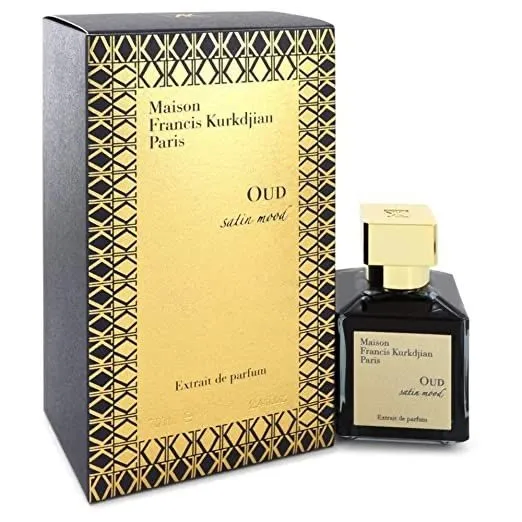 Maison
Francis Kurkdjian
Paris
OUD
satin mood
Extrait de parfum
Maison
Francis Kurkdjian
Paris
OUD
satin mood
Extrait de parfum